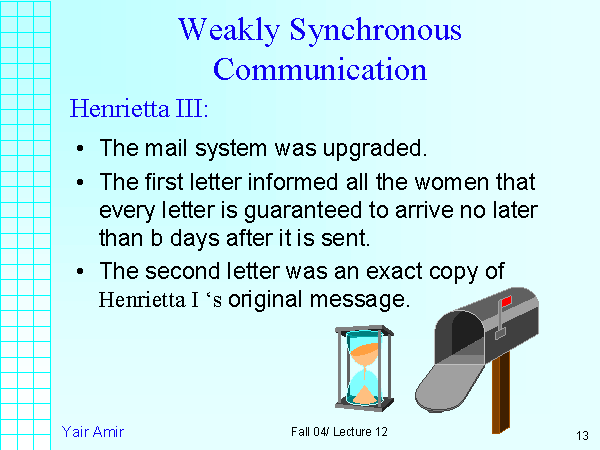 Weakly Synchronous
Communication
Henrietta III:
• The mail system was upgraded.
• The first letter informed all the women that
every letter is guaranteed to arrive no later
than b days after it is sent.
• The second letter was an exact copy of
Henrietta I ‘s original message.
Yair Amir
Fall 04/ Lecture 12
13